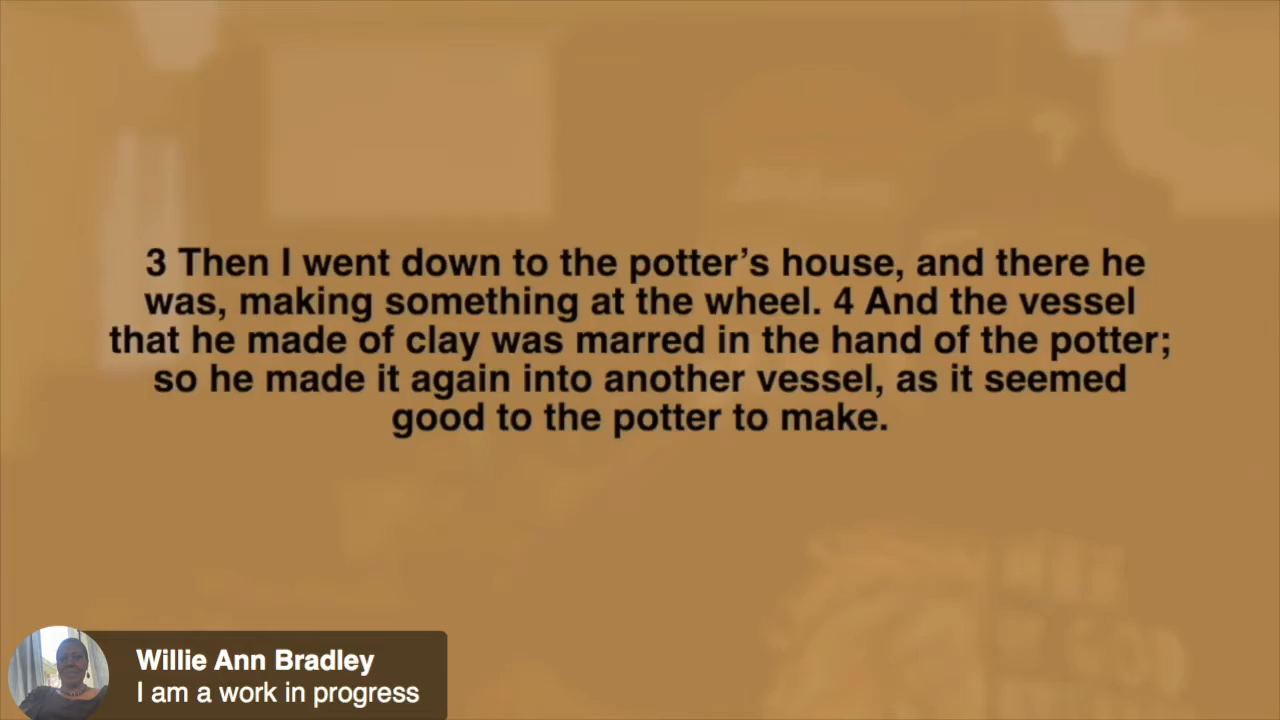 3 Then I went down to the potter’s house, and there he
was, making something at the wheel. 4 And the vessel
that he made of clay was marred in the hand of the potter;
so he made it again into another vessel, as it seemed
good to the potter to make.
Willie Ann Bradley
I am a work in progress